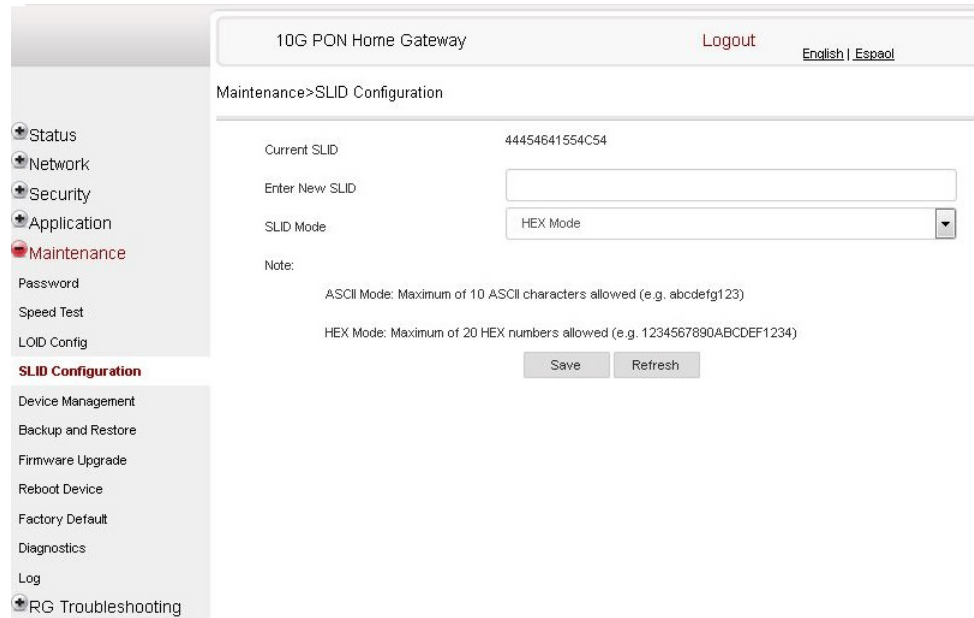 10G PON Home Gateway
Logout
English | Espaol
Maintenance>SLID Configuration
Status
Network
Security
Application
Maintenance
Password
Speed Test
LOID Config
SLID Configuration
Device Management
Backup and Restore
Firmware Upgrade
Reboot Device
Factory Default
Diagnostics
Log
RG Troubleshooting
Current SLID
44454641554C54
Enter New SLID
SLID Mode
HEX Mode
Note:
ASCII Mode: Maximum of 10 ASCII characters allowed (e.g. abcdefg123)
HEX Mode: Maximum of 20 HEX numbers allowed (e.g. 1234567890ABCDEF1234)
Save
Refresh